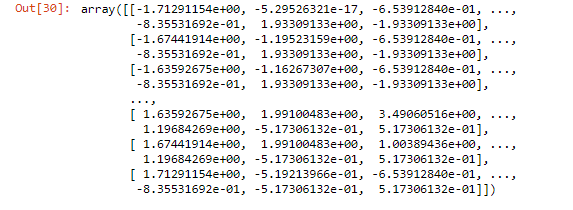 Out[30]: array([[-1.71291154e+00, -5.29526321e-17, -6.53912840e-01, ...,
-8.35531692e-01, 1.93309133e+00, -1.93309133e+00],
[-1.67441914e+00, -1.19523159e+00, -6.53912840e-01, ...,
-8.35531692e-01, 1.93309133e+00, -1.93309133e+00],
[-1.63592675e+00, -1.16267307e+00, -6.53912840e-01, ...,
-8.35531692e-01, 1.93309133e+00, -1.93309133e+00],
...,
[ 1.63592675e+00, 1.99100483e+00, 3.49060516e+00, ...,
1.19684269e+00, -5.17306132e-01, 5.17306132e-01],
[ 1.67441914e+00, 1.99100483e+00, 1.00389436e+00, ...,
1.19684269e+00, -5.17306132e-01, 5.17306132e-01],
[ 1.71291154e+00, -5.19213966e-01, -6.53912840e-01, ...,
-8.35531692e-01, -5.17306132e-01, 5.17306132e-01]])